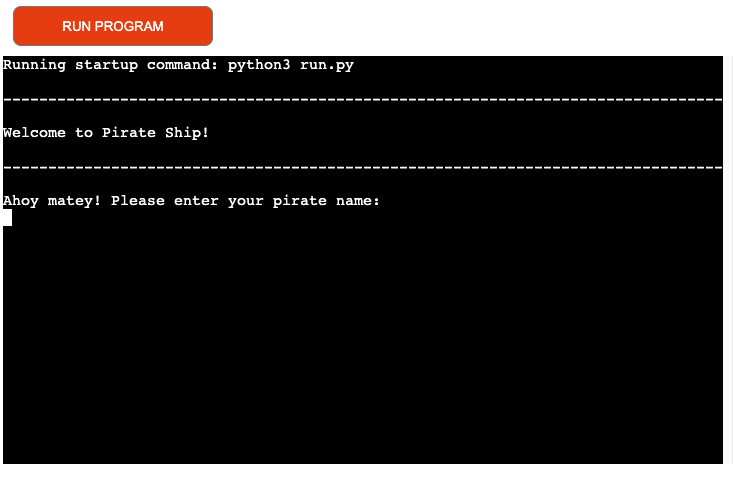 RUN PROGRAM
Running startup command: python3 run.py
--------------------------------------------------------------------------------
Welcome to Pirate Ship!
--------------------------------------------------------------------------------
Ahoy matey! Please enter your pirate name: